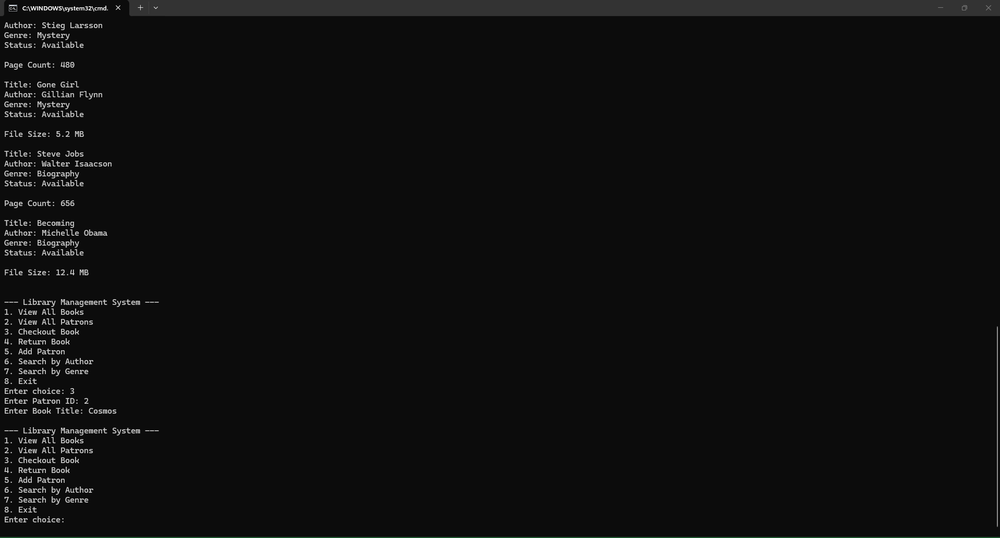 C:\WINDOWS\system32\cmd.
Author: Stieg Larsson
Genre: Mystery
Status: Available
Page Count: 480
Title: Gone Girl
Author: Gillian Flynn
Genre: Mystery
Status: Available
File Size: 5.2 MB
Title: Steve Jobs
Author: Walter Isaacson
Genre: Biography
Status: Available
Page Count: 656
Title: Becoming
Author: Michelle Obama
Genre: Biography
Status: Available
File Size: 12.4 MB
--- Library Management System ---
1. View All Books
2. View All Patrons
3. Checkout Book
4. Return Book
5. Add Patron
6. Search by Author
7. Search by Genre
8. Exit
Enter choice: 3
Enter Patron ID: 2
Enter Book Title: Cosmos
--- Library Management System ---
1. View All Books
2. View All Patrons
3. Checkout Book
4. Return Book
5. Add Patron
6. Search by Author
7. Search by Genre
8. Exit
Enter choice: